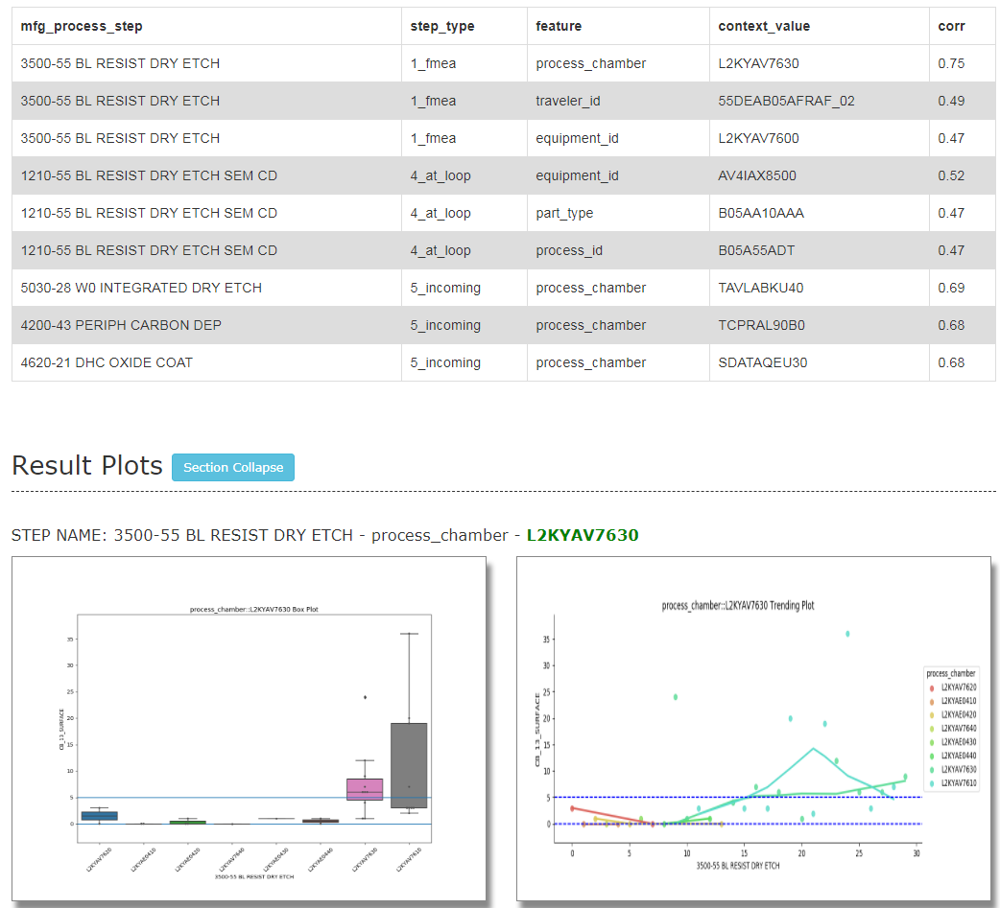 mfg_process_step step_type feature context_value corr
3500-55 BL RESIST DRY ETCH 1_fmea process_chamber L2KYAV7630 0.75
3500-55 BL RESIST DRY ETCH 1_fmea traveler_id 55DEAB05AFRAF_02 0.49
3500-55 BL RESIST DRY ETCH 1_fmea equipment_id L2KYAV7600 0.47
1210-55 BL RESIST DRY ETCH SEM CD 4_at_loop equipment_id AV4IAX8500 0.52
1210-55 BL RESIST DRY ETCH SEM CD 4_at_loop part_type B05AA10AAA 0.47
1210-55 BL RESIST DRY ETCH SEM CD 4_at_loop process_id B05A55ADT 0.47
5030-28 W0 INTEGRATED DRY ETCH 5_incoming process_chamber TAVLABKU40 0.69
4200-43 PERIPH CARBON DEP 5_incoming process_chamber TCPRAL90B0 0.68
4620-21 DHC OXIDE COAT 5_incoming process_chamber SDATAQEU30 0.68
Result Plots Section Collapse
STEP NAME: 3500-55 BL RESIST DRY ETCH - process_chamber - L2KYAV7630
process_chamber::L2KYAV7630 Box Plot
35
30
25
20
15
10
5
0
CB_13_SURFACE
L2KYAV7620 L2KYAE0410 L2KYAE0420 L2KYAV7640 L2KYAE0430 L2KYAE0440 L2KYAV7630 L2KYAV7610
3500-55 BL RESIST DRY ETCH
process_chamber::L2KYAV7630 Trending Plot
35
30
25
20
15
10
5
0
CB_13_SURFACE
0 5 10 15 20 25 30
3500-55 BL RESIST DRY ETCH
process_chamber
L2KYAV7620
L2KYAE0410
L2KYAE0420
L2KYAV7640
L2KYAE0430
L2KYAE0440
L2KYAV7630
L2KYAV7610